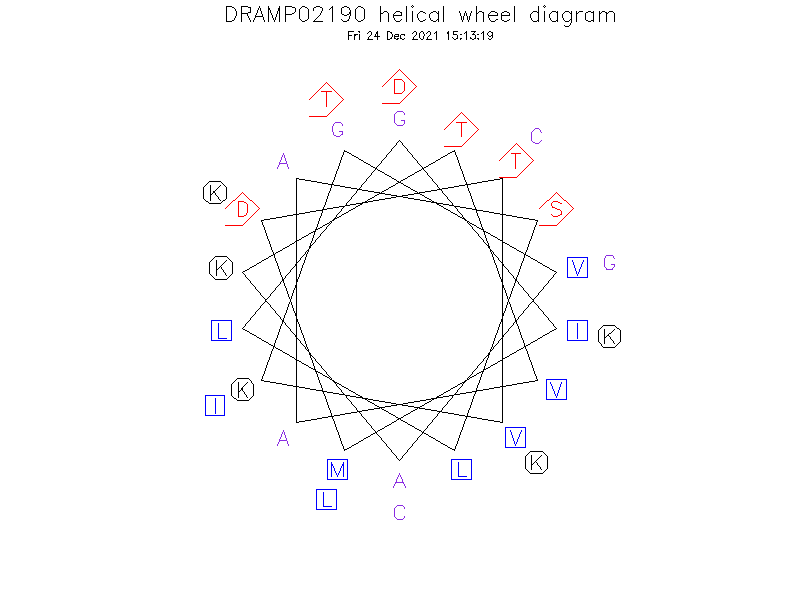 DRAMP02190 helical wheel diagram
Fri 24 Dec 2021 15:13:19
D
T
G
T
G
C
T
A
K
D
S
K
V
G
L
I
K
I
K
V
A
V
M
L
K
L
A
C